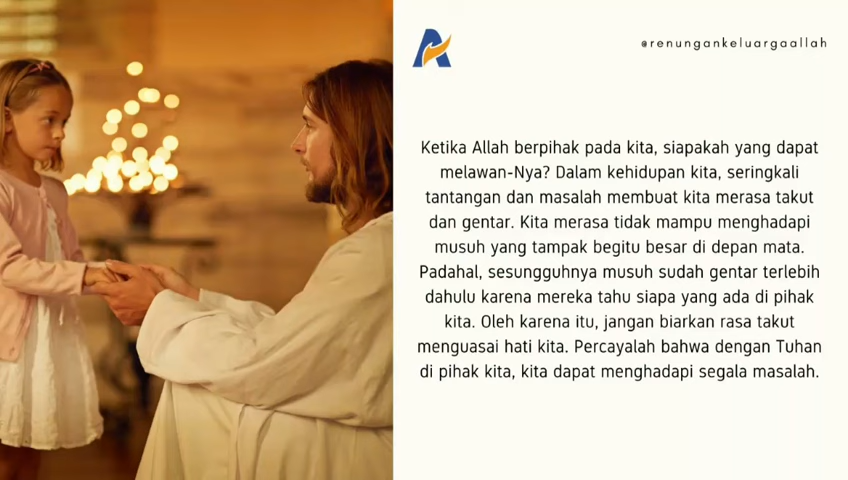 @renungankeluargaallah
Ketika Allah berpihak pada kita, siapakah yang dapat
melawan-Nya? Dalam kehidupan kita, seringkali
tantangan dan masalah membuat kita merasa takut
dan gentar. Kita merasa tidak mampu menghadapi
musuh yang tampak begitu besar di depan mata.
Padahal, sesungguhnya musuh sudah gentar terlebih
dahulu karena mereka tahu siapa yang ada di pihak
kita. Oleh karena itu, jangan biarkan rasa takut
menguasai hati kita. Percayalah bahwa dengan Tuhan
di pihak kita, kita dapat menghadapi segala masalah.